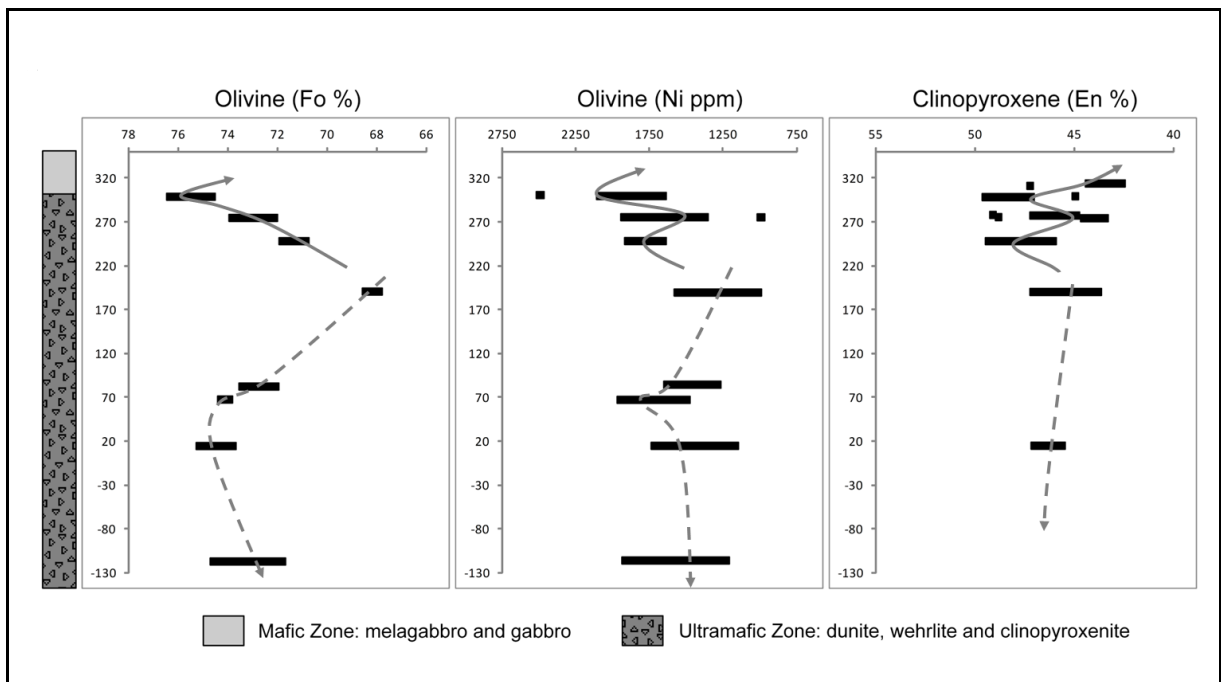 Olivine (Fo %)
Olivine (Ni ppm)
Clinopyroxene (En %)
78 76 74 72 70 68 66
2750 2250 1750 1250 750
55 50 45 40
320 320 320
270 270 270
220 220 220
170 170 170
120 120 120
70 70 70
20 20 20
-30 -30 -30
-80 -80 -80
-130 -130 -130
Mafic Zone: melagabbro and gabbro
Ultramafic Zone: dunite, wehrlite and clinopyroxenite